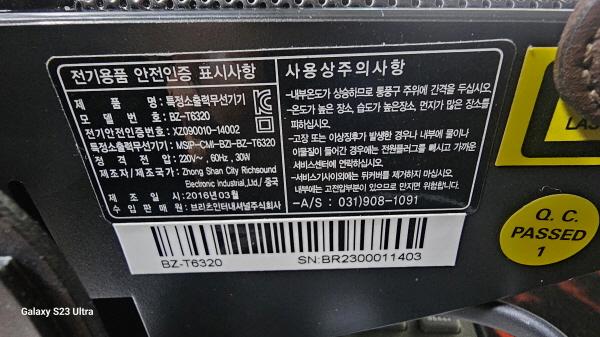 전기용품 안전인증 표시사항
제 품 명 : 특정소출력무선기기
모 델 번 호 : BZ-T6320
전기안전인증번호 : XZ090010-14002
특정소출력무선기기 : MSIP-CMI-BZI-BZ-T6320
정 격 전 압 : 220V~, 60Hz, 30W
제조자/제조국가 : Zhong Shan City Richsound
Electronic Industrial,Ltd,/ 중국
제 조 년 월 : 2016년03월
수 입 판 매 원 : 브리츠인터내셔널주식회사
사용상주의사항
-내부온도가 상승하므로 통풍구 주위에 간격을 두십시오.
-온도가 높은 장소, 습도가 높은장소, 먼지가 많은 장소를
피하십시오.
-고장 또는 이상징후가 발생한 경우나 내부에 물이나
이물질이 들어간 경우에는 전원플러그를 빼시고 가까운
서비스센터에 연락하십시오.
-서비스기사이외에는 뒤커버를 제거하지 마십시오.
내부에는 고전압부분이 있으므로 만지면 위험합니다.
-A/S : 031)908-1091
BZ-T6320
SN:BR2300011403
LAS
Q. C.
PASSED
1
Galaxy S23 Ultra